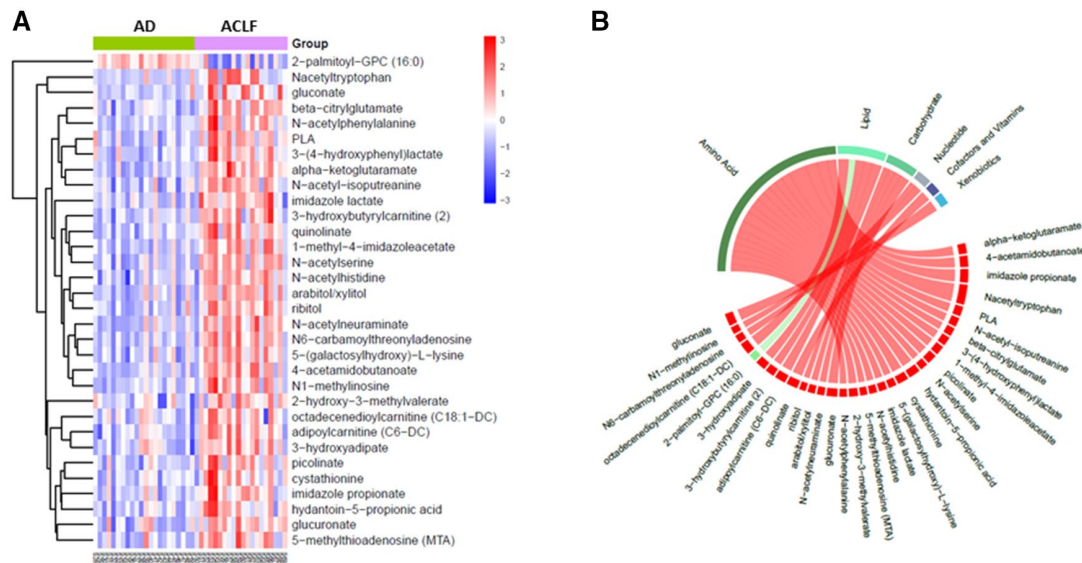 A
AD
ACLF
Group
2-palmitoyl-GPC (16:0)
Nacetyltryptophan
gluconate
beta-citrylglutamate
N-acetylphenylalanine
PLA
3-(4-hydroxyphenyl)lactate
alpha-ketoglutaramate
N-acetyl-isoputreanine
imidazole lactate
3-hydroxybutyrylcarnitine (2)
quinolinate
1-methyl-4-imidazoleacetate
N-acetylserine
N-acetylhistidine
arabitol/xylitol
ribitol
N-acetylneuraminate
N6-carbamoylthreonyladenosine
5-(galactosylhydroxy)-L-lysine
4-acetamidobutanoate
N1-methylinosine
2-hydroxy-3-methylvalerate
octadecenedioylcarnitine (C18:1-DC)
adipoylcarnitine (C6-DC)
3-hydroxyadipate
picolinate
cystathionine
imidazole propionate
hydantoin-5-propionic acid
glucuronate
5-methylthioadenosine (MTA)
3
2
1
0
-1
-2
-3
B
Amino Acid
Lipid
Carbohydrate
Nucleotide
Cofactors and Vitamins
Xenobiotics
alpha-ketoglutaramate
4-acetamidobutanoate
imidazole propionate
Nacetyltryptophan
PLA
N-acetyl-isoputreanine
beta-citrylglutamate
3-(4-hydroxyphenyl)lactate
1-methyl-4-imidazoleacetate
picolinate
N-acetylserine
hydantoin-5-propionic acid
cystathionine
5-(galactosylhydroxy)-L-lysine
imidazole lactate
N-acetylhistidine
5-methylthioadenosine (MTA)
2-hydroxy-3-methylvalerate
N-acetylphenylalanine
glucuronate
N-acetylneuraminate
arabitol/xylitol
ribitol
quinolinate
adipoylcarnitine (C6-DC)
3-hydroxybutyrylcarnitine (2)
3-hydroxyadipate
2-palmitoyl-GPC (16:0)
octadecenedioylcarnitine (C18:1-DC)
N6-carbamoylthreonyladenosine
N1-methylinosine
gluconate